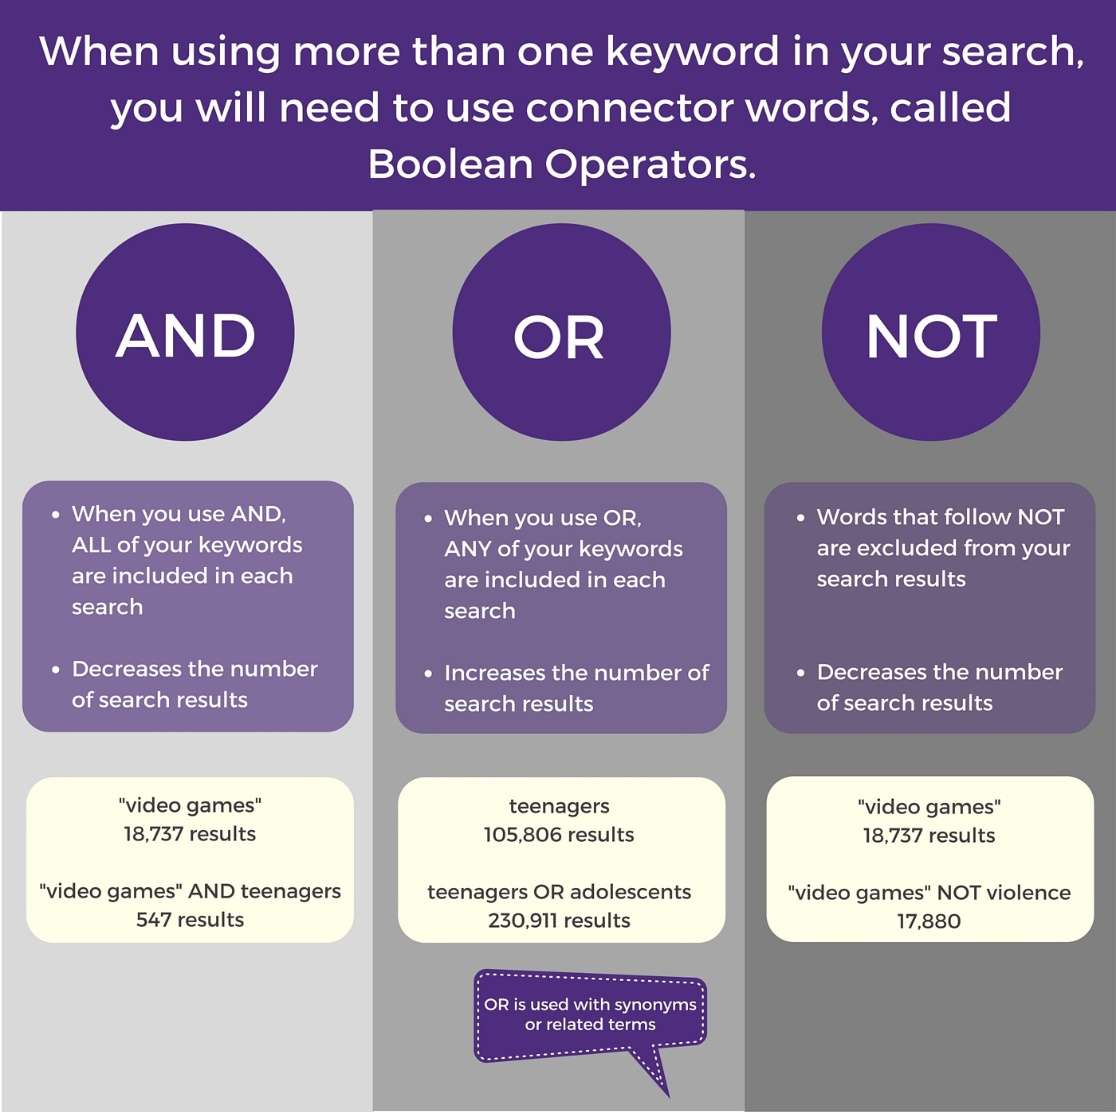 When using more than one keyword in your search,
you will need to use connector words, called
Boolean Operators.
AND
• When you use AND,
ALL of your keywords
are included in each
search
• Decreases the number
of search results
"video games"
18,737 results
"video games" AND teenagers
547 results
OR
• When you use OR,
ANY of your keywords
are included in each
search
• Increases the number of
search results
teenagers
105,806 results
teenagers OR adolescents
230,911 results
OR is used with synonyms
or related terms
NOT
• Words that follow NOT
are excluded from your
search results
• Decreases the number
of search results
"video games"
18,737 results
"video games" NOT violence
17,880